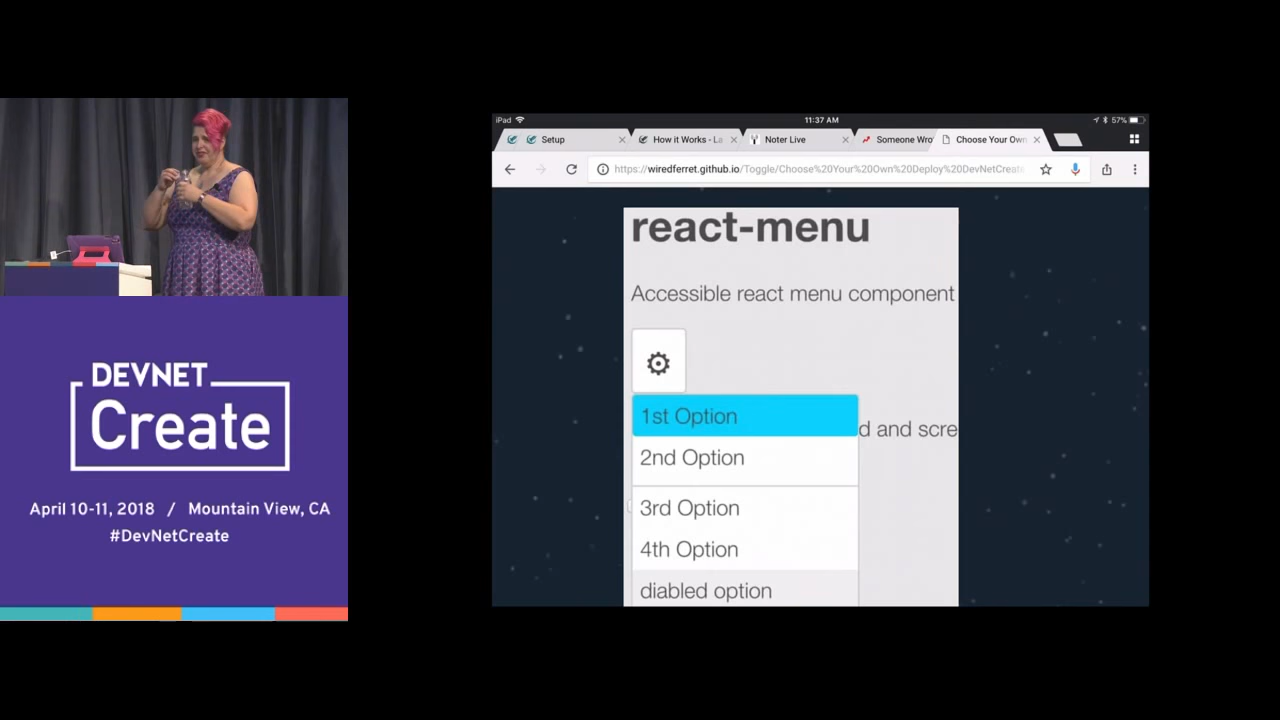 DEVNET
Create
April 10-11, 2018 / Mountain View, CA
#DevNetCreate
iPad
11:37 AM
57%
Setup
How it Works - La
Noter Live
Someone Wro
Choose Your Own
https://wiredferret.github.io/Toggle/Choose%20Your%20Own%20Deploy%20DevNetCreate
react-menu
Accessible react menu component
1st Option
d and scre
2nd Option
3rd Option
4th Option
diabled option